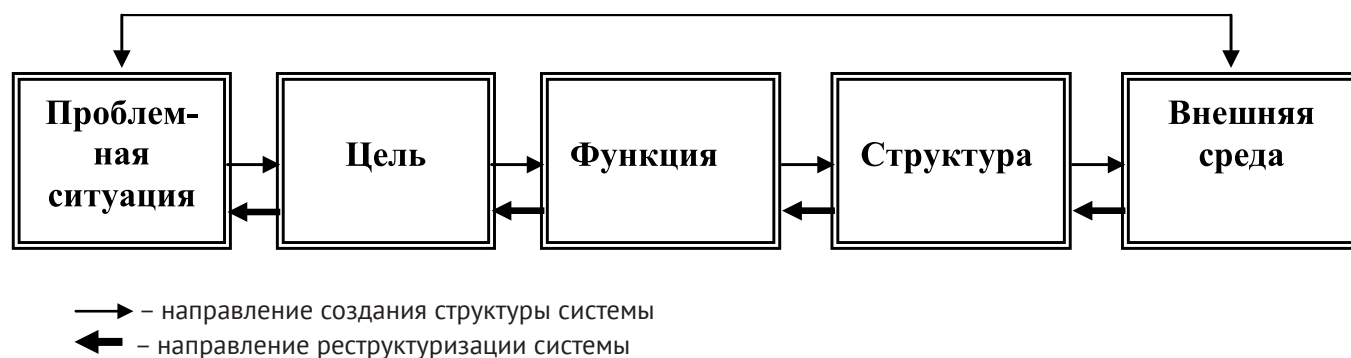 Проблем-
ная
ситуация
Цель
Функция
Структура
Внешняя
среда
– направление создания структуры системы
– направление реструктуризации системы